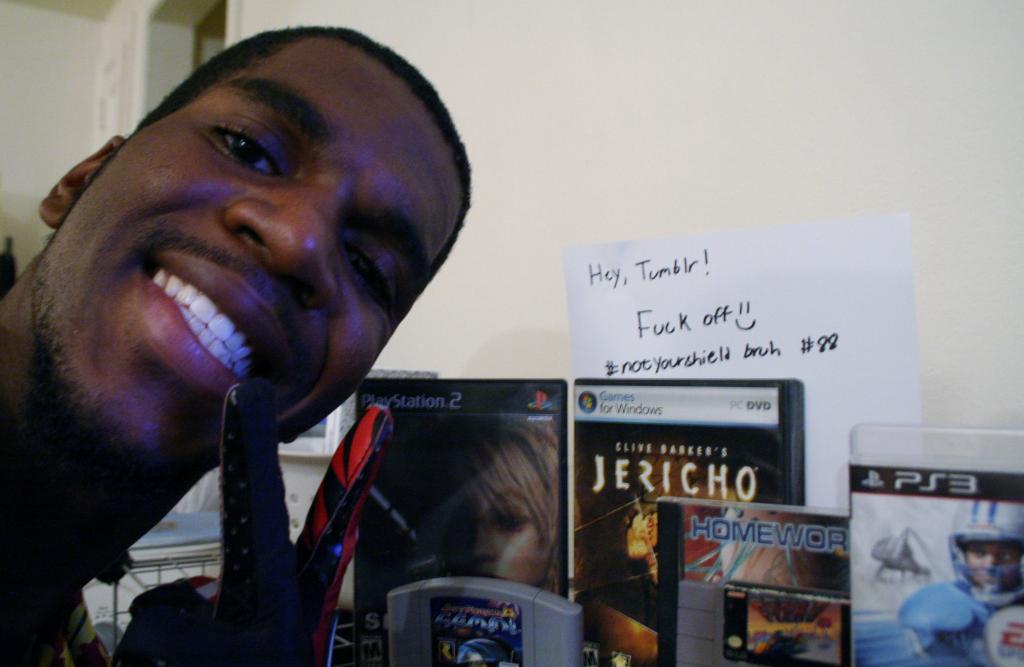 Hey, Tumblr!
Fuck off!!
#notyourshield bruh #88
PlayStation 2
Games
for Windows
PC DVD
CLIVE BARKER'S
JERICHO
HOMEWOR
PS3
EA
M
M